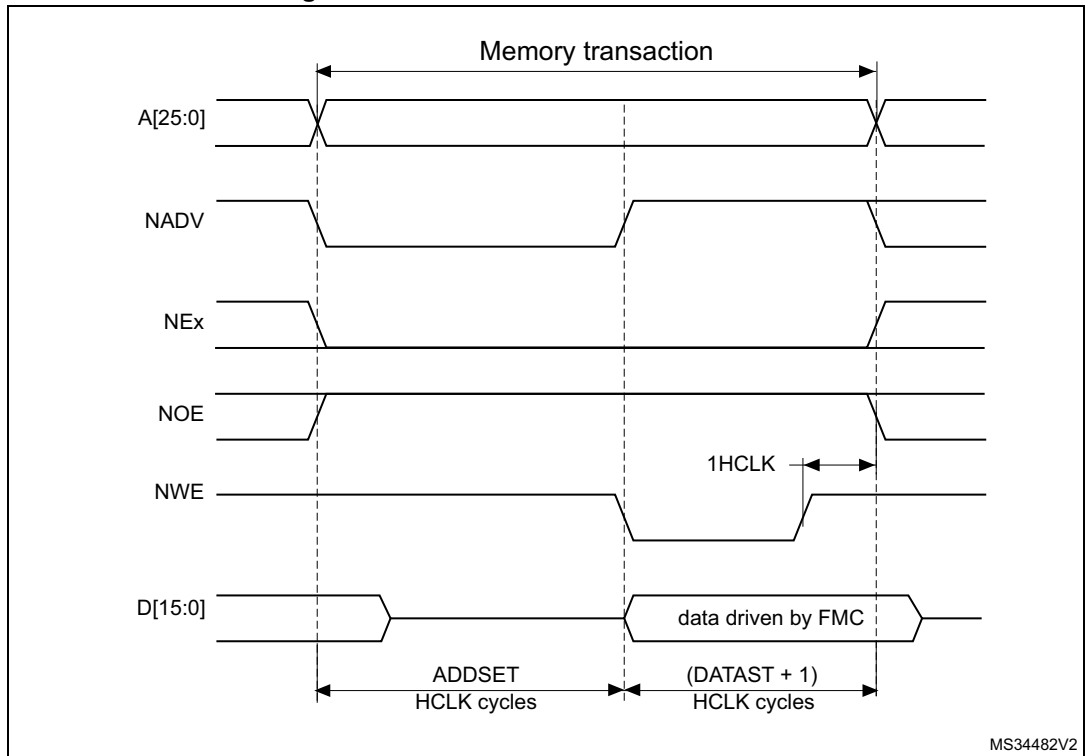 Memory transaction
A[25:0]
NADV
NEx
NOE
1HCLK
NWE
D[15:0]
data driven by FMC
ADDSET
HCLK cycles
(DATAST + 1)
HCLK cycles
MS34482V2